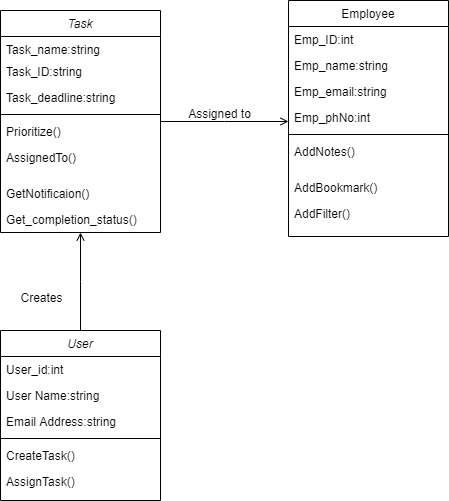 Task
Task_name:string
Task_ID:string
Task_deadline:string
Prioritize()
AssignedTo()
GetNotificaion()
Get_completion_status()
Assigned to
Employee
Emp_ID:int
Emp_name:string
Emp_email:string
Emp_phNo:int
AddNotes()
AddBookmark()
AddFilter()
Creates
User
User_id:int
User Name:string
Email Address:string
CreateTask()
AssignTask()